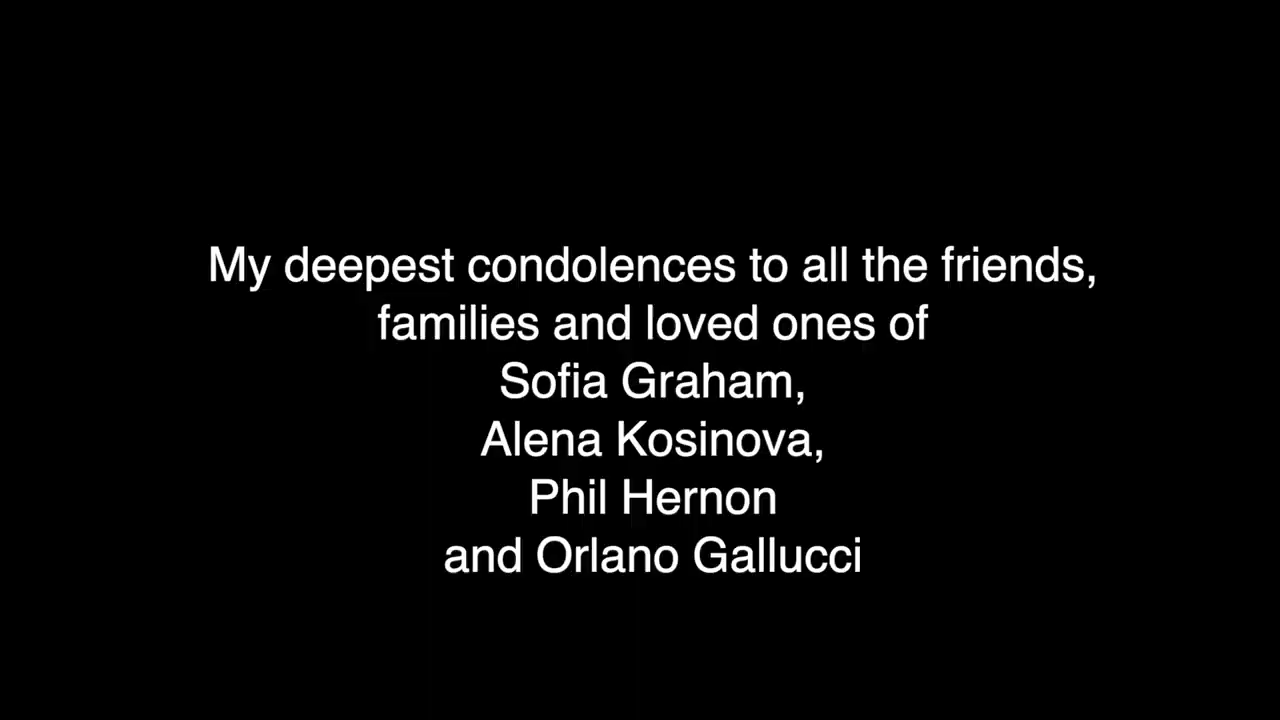 My deepest condolences to all the friends,
families and loved ones of
Sofia Graham,
Alena Kosinova,
Phil Hernon
and Orlano Gallucci